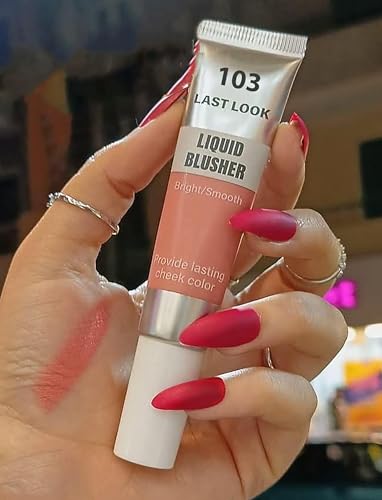 103
LAST LOOK
LIQUID
BLUSHER
Bright/Smooth
Provide lasting
cheek color